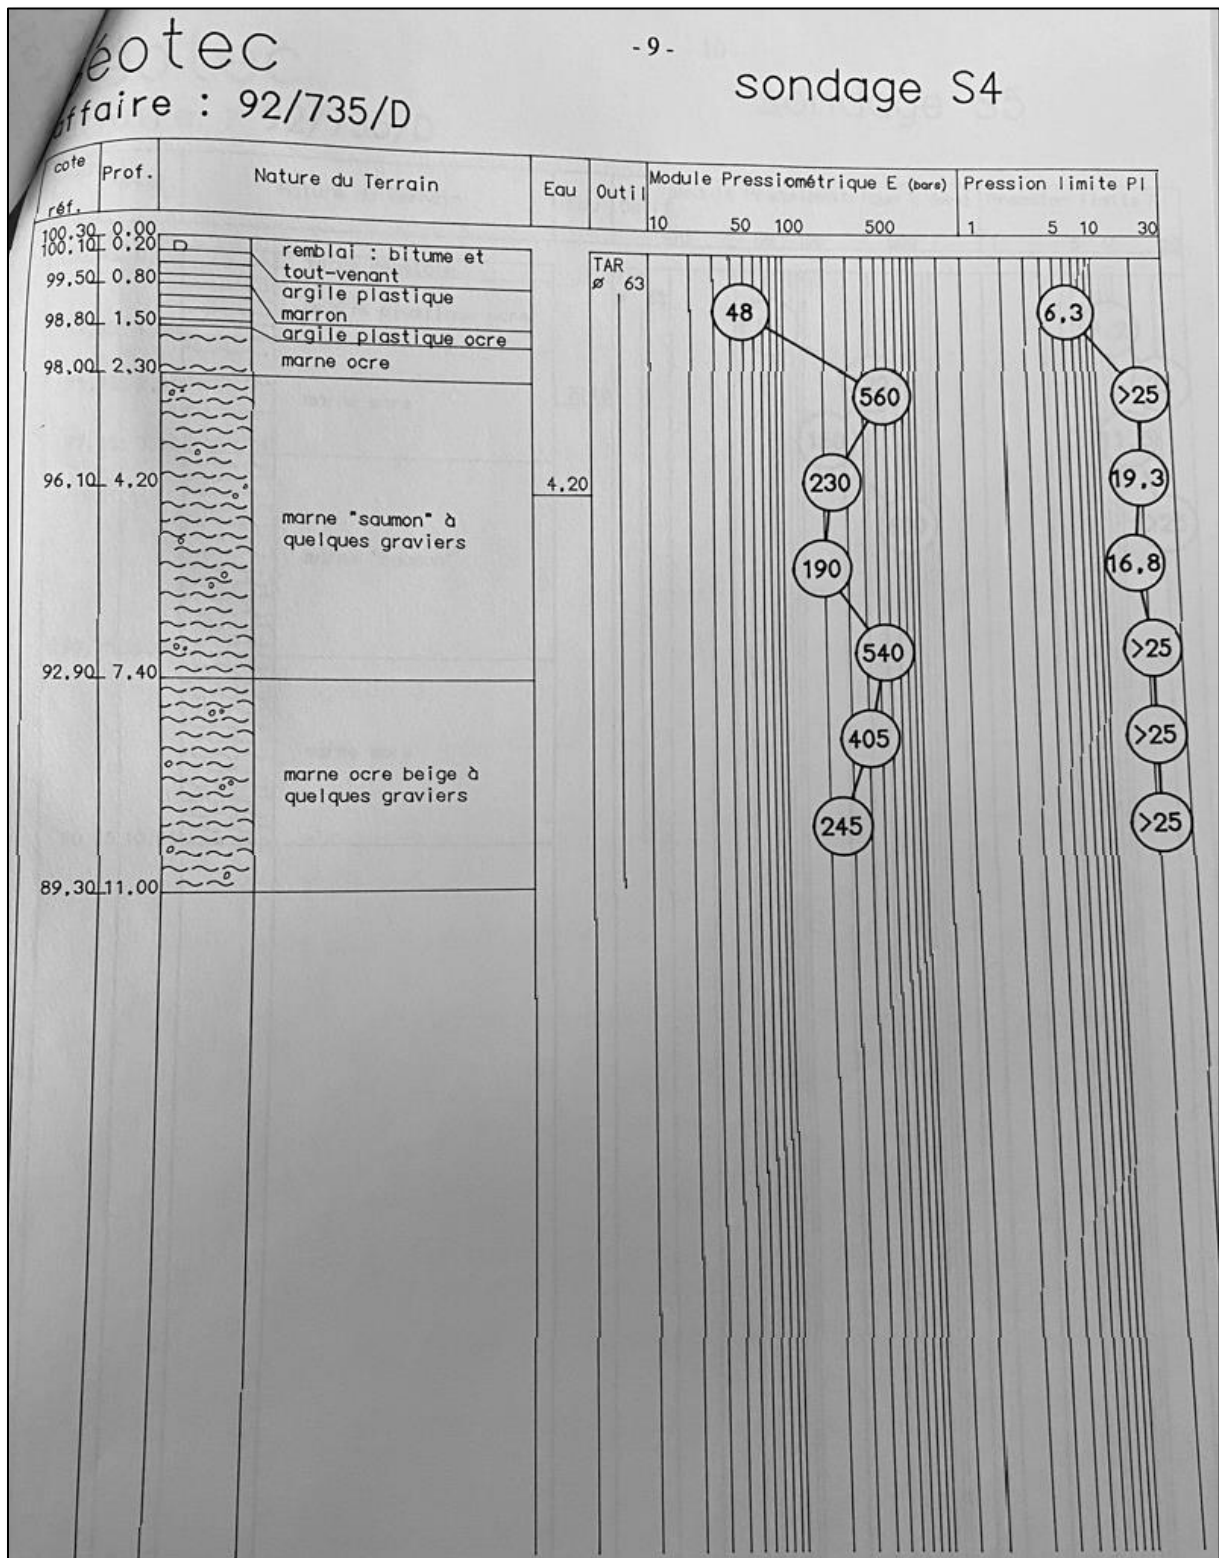 éotec
- 9 -
sondage S4
affaire : 92/735/D
cote réf.
Prof.
Nature du Terrain
Eau
Outil
Module Pressiométrique E (bars)
Pression limite Pl
10 50 100 500
1 5 10 30
100.30 0.00
100.10 0.20
remblai : bitume et
tout-venant
99.50 0.80
argile plastique
marron
98.80 1.50
argile plastique ocre
98.00 2.30
marne ocre
TAR
ø 63
48 6.3
560 >25
96.10 4.20
4.20
230 19.3
marne "saumon" à
quelques graviers
190 16.8
540 >25
92.90 7.40
405 >25
marne ocre beige à
quelques graviers
245 >25
89.30 11.00